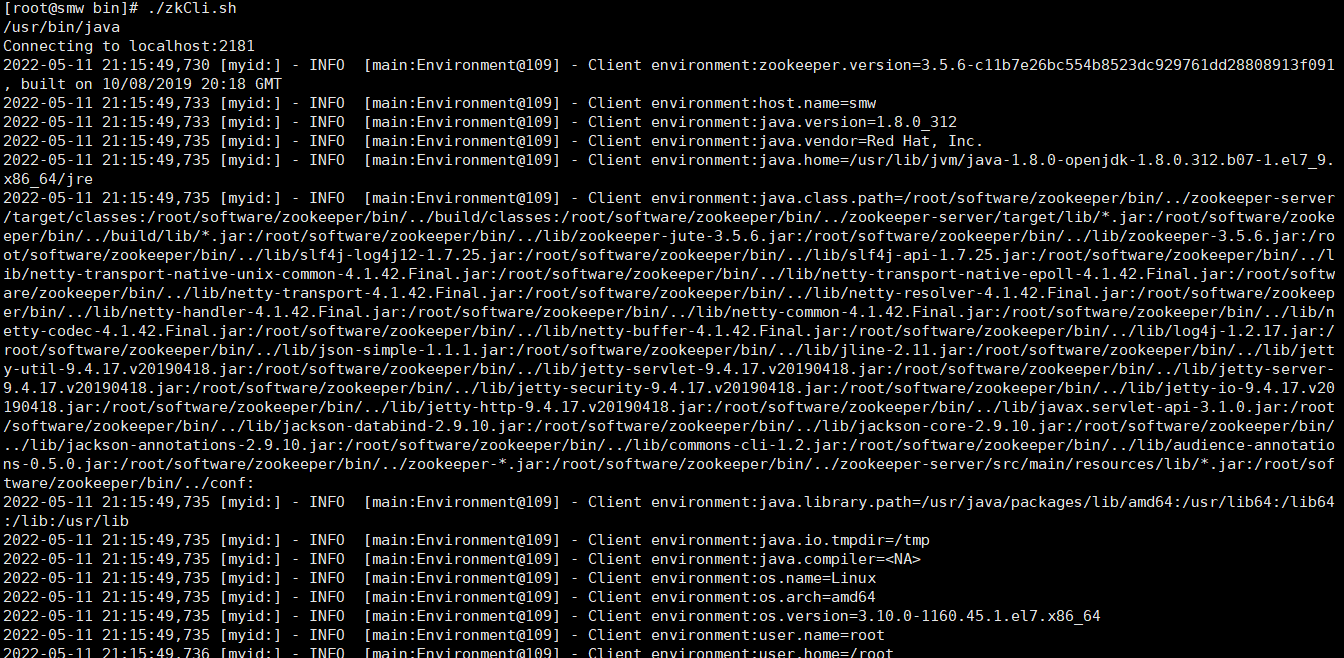 [root@smw bin]# ./zkCli.sh
/usr/bin/java
Connecting to localhost:2181
2022-05-11 21:15:49,730 [myid:] - INFO  [main:Environment@109] - Client environment:zookeeper.version=3.5.6-c11b7e26bc554b8523dc929761dd28808913f091
, built on 10/08/2019 20:18 GMT
2022-05-11 21:15:49,733 [myid:] - INFO  [main:Environment@109] - Client environment:host.name=smw
2022-05-11 21:15:49,733 [myid:] - INFO  [main:Environment@109] - Client environment:java.version=1.8.0_312
2022-05-11 21:15:49,735 [myid:] - INFO  [main:Environment@109] - Client environment:java.vendor=Red Hat, Inc.
2022-05-11 21:15:49,735 [myid:] - INFO  [main:Environment@109] - Client environment:java.home=/usr/lib/jvm/java-1.8.0-openjdk-1.8.0.312.b07-1.el7_9.
x86_64/jre
2022-05-11 21:15:49,735 [myid:] - INFO  [main:Environment@109] - Client environment:java.class.path=/root/software/zookeeper/bin/../zookeeper-server
/target/classes:/root/software/zookeeper/bin/../build/classes:/root/software/zookeeper/bin/../zookeeper-server/target/lib/*.jar:/root/software/zooke
eper/bin/../build/lib/*.jar:/root/software/zookeeper/bin/../lib/zookeeper-jute-3.5.6.jar:/root/software/zookeeper/bin/../lib/zookeeper-3.5.6.jar:/ro
ot/software/zookeeper/bin/../lib/slf4j-log4j12-1.7.25.jar:/root/software/zookeeper/bin/../lib/slf4j-api-1.7.25.jar:/root/software/zookeeper/bin/../l
ib/netty-transport-native-unix-common-4.1.42.Final.jar:/root/software/zookeeper/bin/../lib/netty-transport-native-epoll-4.1.42.Final.jar:/root/softw
are/zookeeper/bin/../lib/netty-transport-4.1.42.Final.jar:/root/software/zookeeper/bin/../lib/netty-resolver-4.1.42.Final.jar:/root/software/zookeep
er/bin/../lib/netty-handler-4.1.42.Final.jar:/root/software/zookeeper/bin/../lib/netty-common-4.1.42.Final.jar:/root/software/zookeeper/bin/../lib/n
etty-codec-4.1.42.Final.jar:/root/software/zookeeper/bin/../lib/netty-buffer-4.1.42.Final.jar:/root/software/zookeeper/bin/../lib/log4j-1.2.17.jar:/
root/software/zookeeper/bin/../lib/json-simple-1.1.1.jar:/root/software/zookeeper/bin/../lib/jline-2.11.jar:/root/software/zookeeper/bin/../lib/jett
y-util-9.4.17.v20190418.jar:/root/software/zookeeper/bin/../lib/jetty-servlet-9.4.17.v20190418.jar:/root/software/zookeeper/bin/../lib/jetty-server-
9.4.17.v20190418.jar:/root/software/zookeeper/bin/../lib/jetty-security-9.4.17.v20190418.jar:/root/software/zookeeper/bin/../lib/jetty-io-9.4.17.v20
190418.jar:/root/software/zookeeper/bin/../lib/jetty-http-9.4.17.v20190418.jar:/root/software/zookeeper/bin/../lib/javax.servlet-api-3.1.0.jar:/root
/software/zookeeper/bin/../lib/jackson-databind-2.9.10.jar:/root/software/zookeeper/bin/../lib/jackson-core-2.9.10.jar:/root/software/zookeeper/bin/
../lib/jackson-annotations-2.9.10.jar:/root/software/zookeeper/bin/../lib/commons-cli-1.2.jar:/root/software/zookeeper/bin/../lib/audience-annotatio
ns-0.5.0.jar:/root/software/zookeeper/bin/../zookeeper-*.jar:/root/software/zookeeper/bin/../zookeeper-server/src/main/resources/lib/*.jar:/root/sof
tware/zookeeper/bin/../conf:
2022-05-11 21:15:49,735 [myid:] - INFO  [main:Environment@109] - Client environment:java.library.path=/usr/java/packages/lib/amd64:/usr/lib64:/lib64
:/lib:/usr/lib
2022-05-11 21:15:49,735 [myid:] - INFO  [main:Environment@109] - Client environment:java.io.tmpdir=/tmp
2022-05-11 21:15:49,735 [myid:] - INFO  [main:Environment@109] - Client environment:java.compiler=<NA>
2022-05-11 21:15:49,735 [myid:] - INFO  [main:Environment@109] - Client environment:os.name=Linux
2022-05-11 21:15:49,735 [myid:] - INFO  [main:Environment@109] - Client environment:os.arch=amd64
2022-05-11 21:15:49,735 [myid:] - INFO  [main:Environment@109] - Client environment:os.version=3.10.0-1160.45.1.el7.x86_64
2022-05-11 21:15:49,735 [myid:] - INFO  [main:Environment@109] - Client environment:user.name=root
2022-05-11 21:15:49,736 [myid:] - INFO  [main:Environment@109] - Client environment:user.home=/root